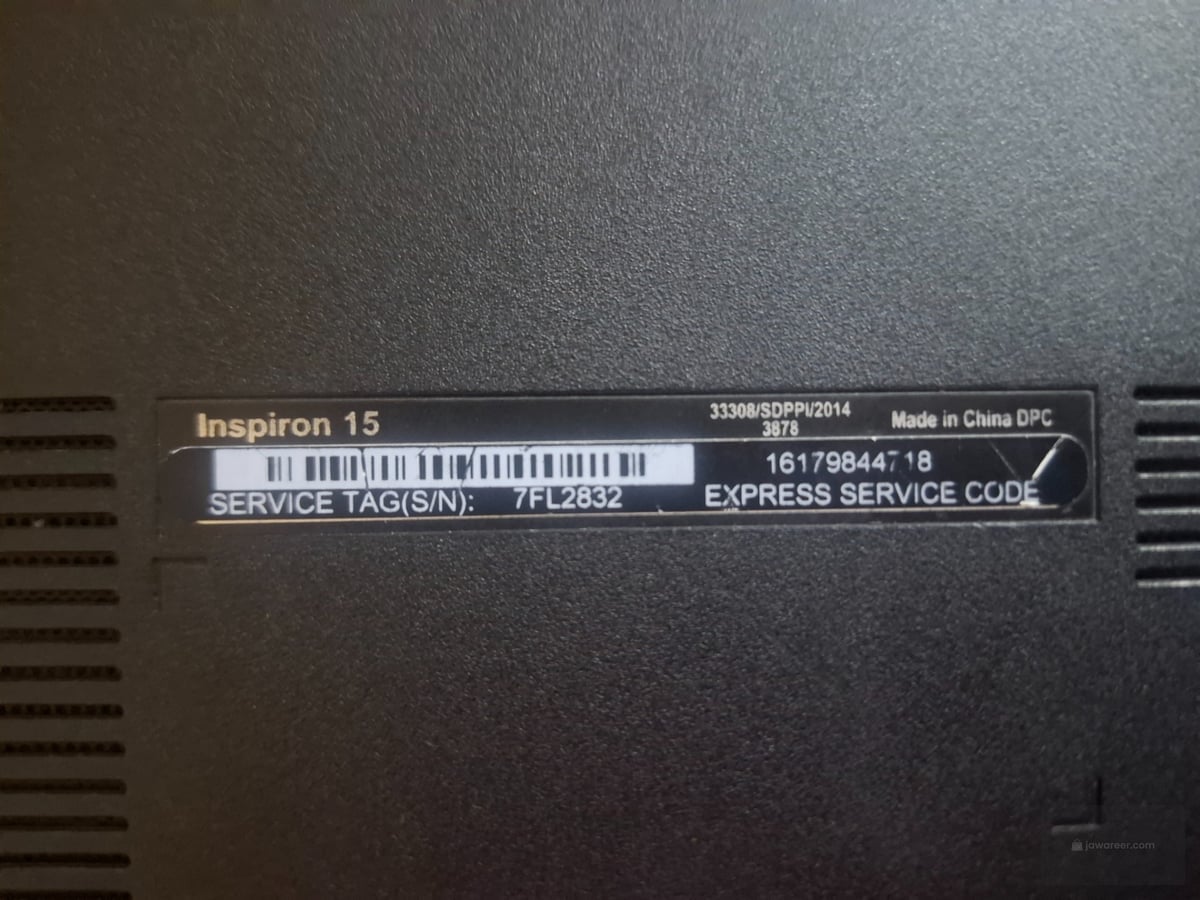 Inspiron 15
33308/SDPPI/2014
3878
Made in China DPC
16179844718
SERVICE TAG(S/N): 7FL2832
EXPRESS SERVICE CODE
jawareer.com